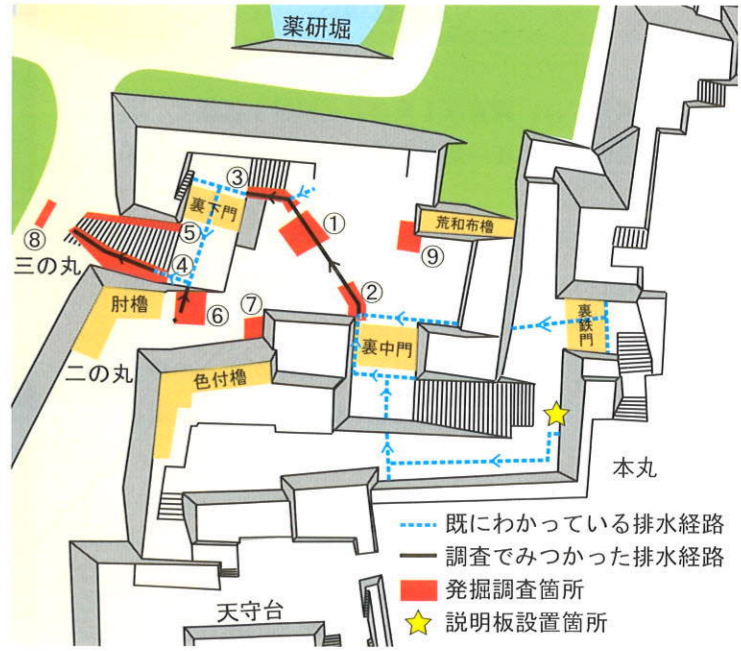 薬研堀
③
裏下門
①
荒和布櫓
⑧
⑤
⑨
三の丸
④
②
裏鉄門
肘櫓
⑥
⑦
裏中門
二の丸
色付櫓
本丸
既にわかっている排水経路
調査でみつかった排水経路
発掘調査箇所
天守台
説明板設置箇所